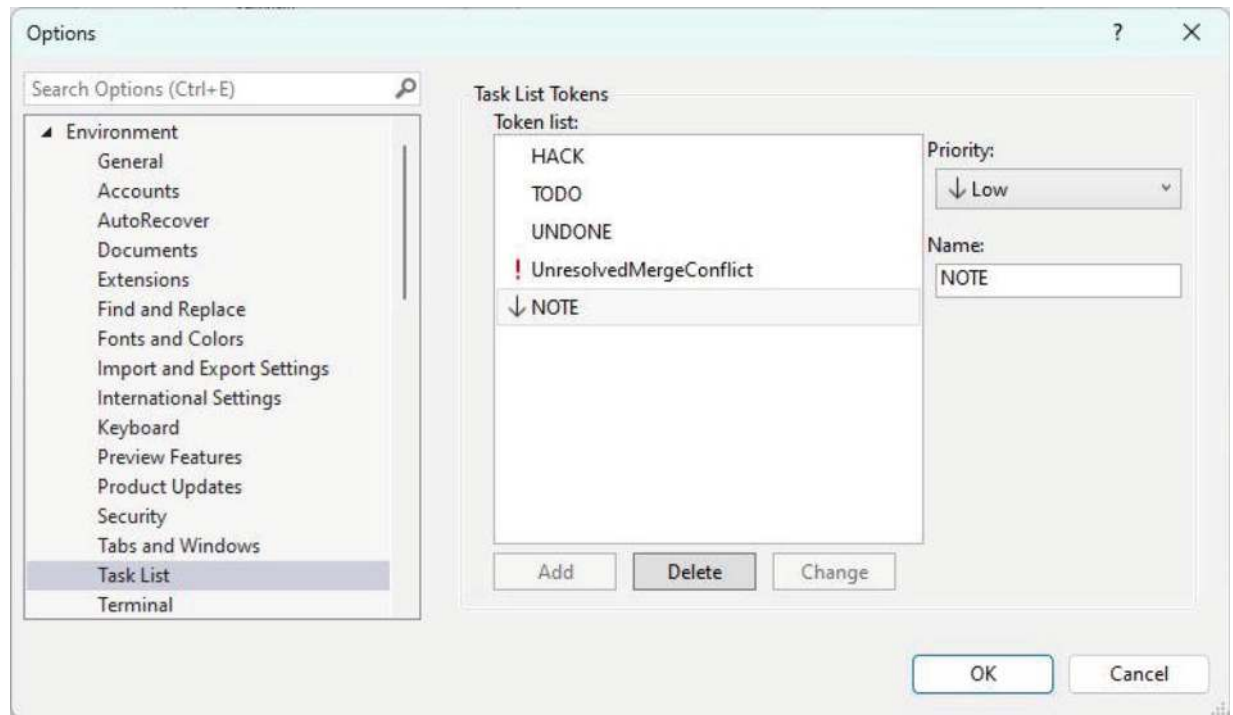 Options
?
Search Options (Ctrl+E)
Environment
General
Accounts
AutoRecover
Documents
Extensions
Find and Replace
Fonts and Colors
Import and Export Settings
International Settings
Keyboard
Preview Features
Product Updates
Security
Tabs and Windows
Task List
Terminal
Task List Tokens
Token list:
HACK
TODO
UNDONE
! UnresolvedMergeConflict
↓ NOTE
Priority:
↓ Low
Name:
NOTE
Add
Delete
Change
OK
Cancel